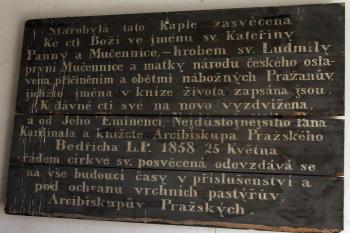 Starobylá tato Kaple zasvěcena
Ke cti Boží ve jménu sv. Kateřiny
Panny a Mučennice, – hrobem sv. Ludmily
první Mučennice a matky národu českého osla-
vena přičiněním a obětmi nábožných Pražanův
jichžto jména v knize života zapsána jsou.
K dávné cti své na novo vyzdvižena,
a od Jeho Eminencí, Nejdůstojnejšího Pána
Kardinala a knížete Arcibiskupa Pražského
Bedřicha L.P. 1858 25 Května
řádem církve sv. posvěcená odevzdává se
na vše budoucí časy v příslušenství a
pod ochranu vrchních pastýřův
Arcibiskupův Pražských.